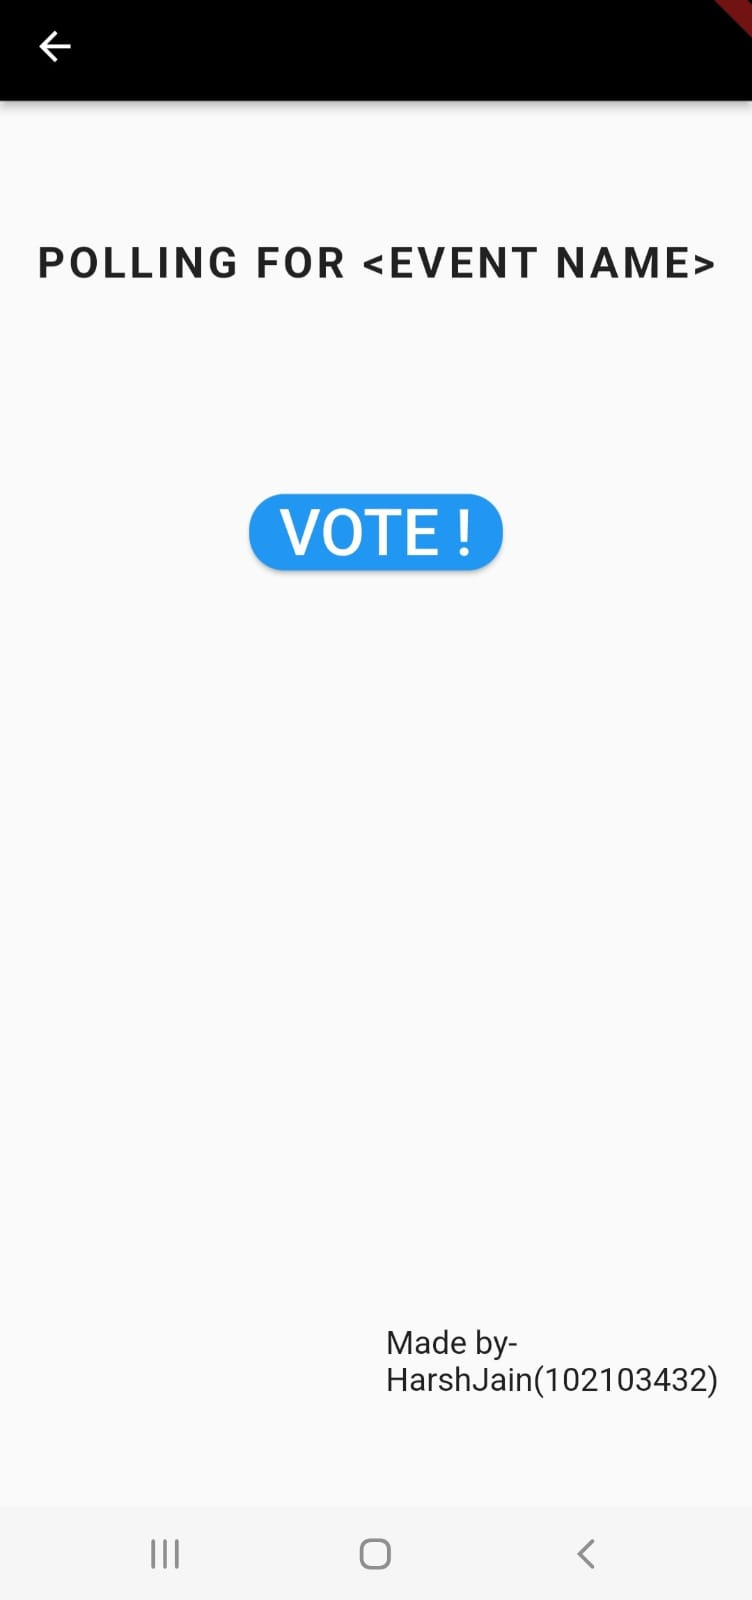 POLLING FOR <EVENT NAME>
VOTE !
Made by-
HarshJain(102103432)